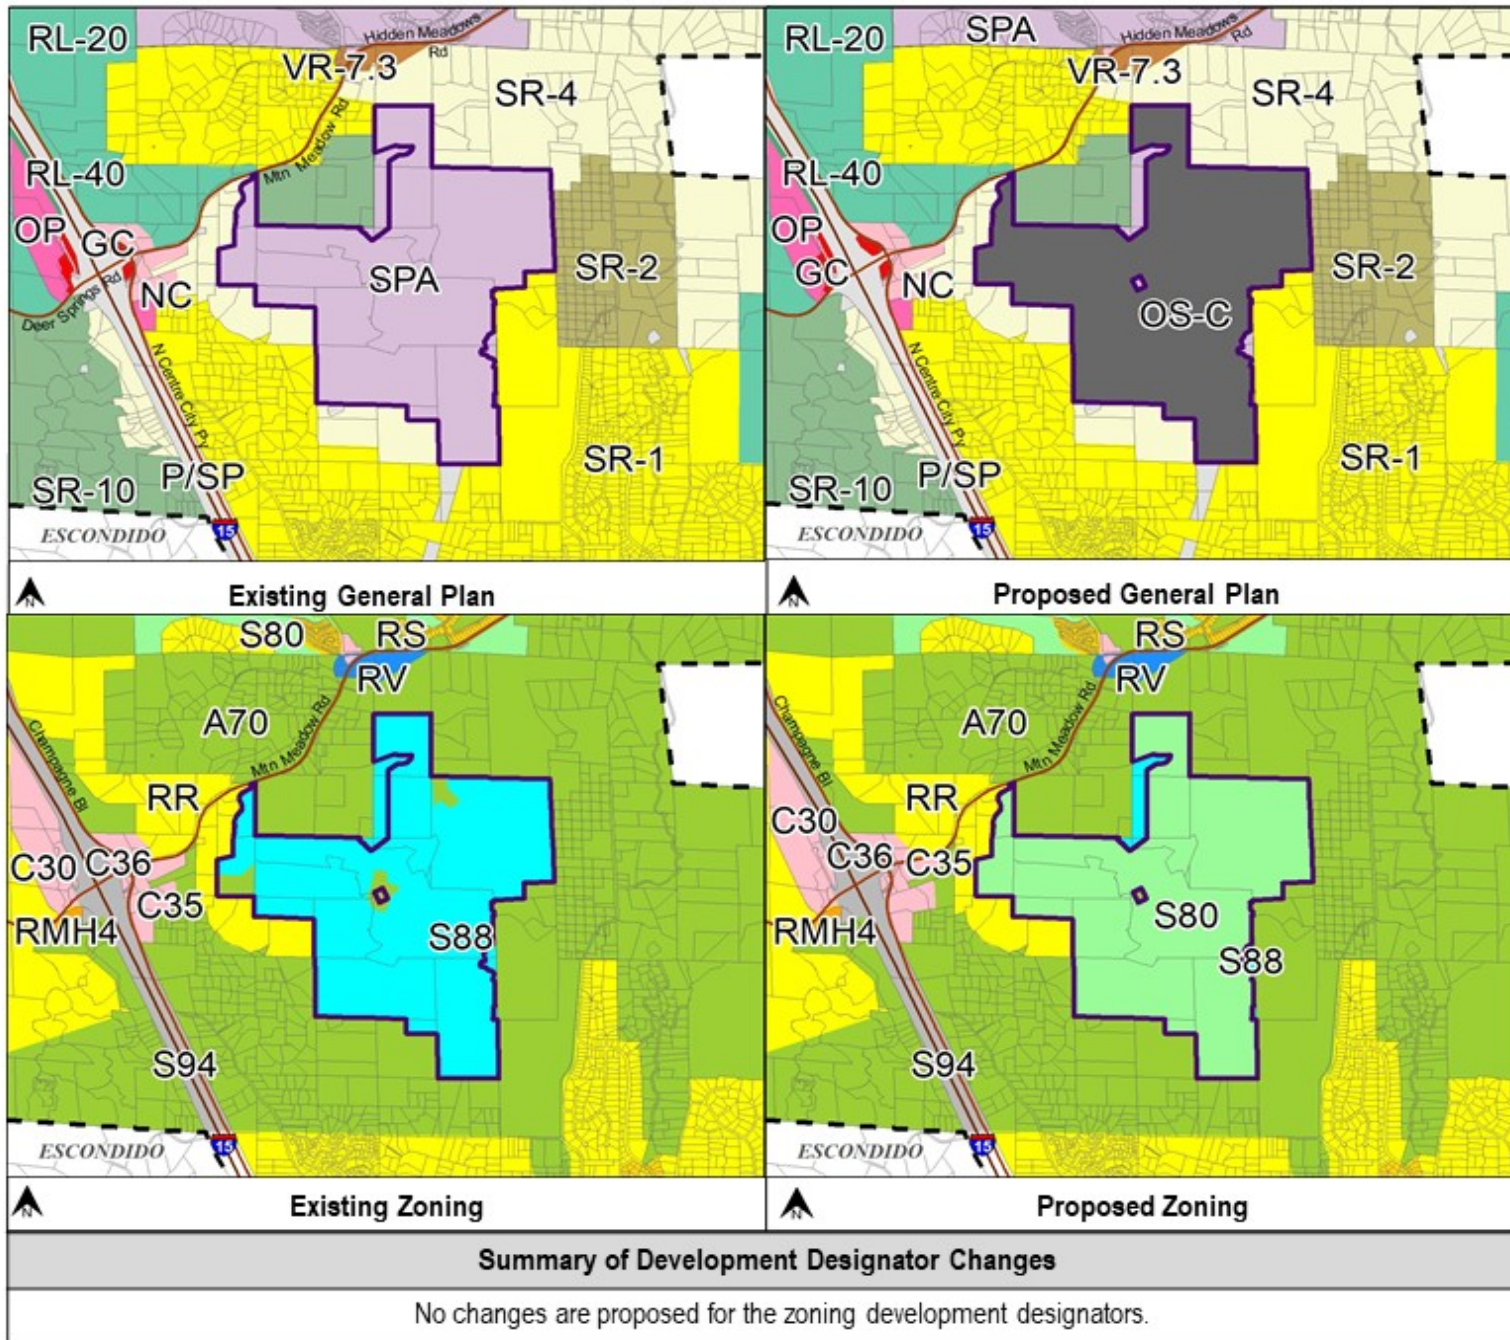 RL-20
Hidden Meadows
Rd
VR-7.3
SR-4
Mtn Meadow Rd
RL-40
OP
GC
SR-2
SPA
NC
Deer Springs Rd
N Centre City Py
SR-1
P/SP
SR-10
ESCONDIDO
15
N
Existing General Plan
RL-20
SPA
Hidden Meadows
Rd
VR-7.3
SR-4
Mtn Meadow Rd
RL-40
OP
SR-2
GC
NC
OS-C
Deer Springs Rd
N Centre City Py
SR-1
P/SP
SR-10
ESCONDIDO
15
N
Proposed General Plan
S80
RS
RV
A70
Mtn Meadow Rd
Champagne Bl
RR
C30
C36
C35
RMH4
S88
S94
ESCONDIDO
15
N
Existing Zoning
RS
RV
A70
Mtn Meadow Rd
Champagne Bl
RR
C30
C36
C35
S80
RMH4
S88
S94
ESCONDIDO
15
N
Proposed Zoning
Summary of Development Designator Changes
No changes are proposed for the zoning development designators.